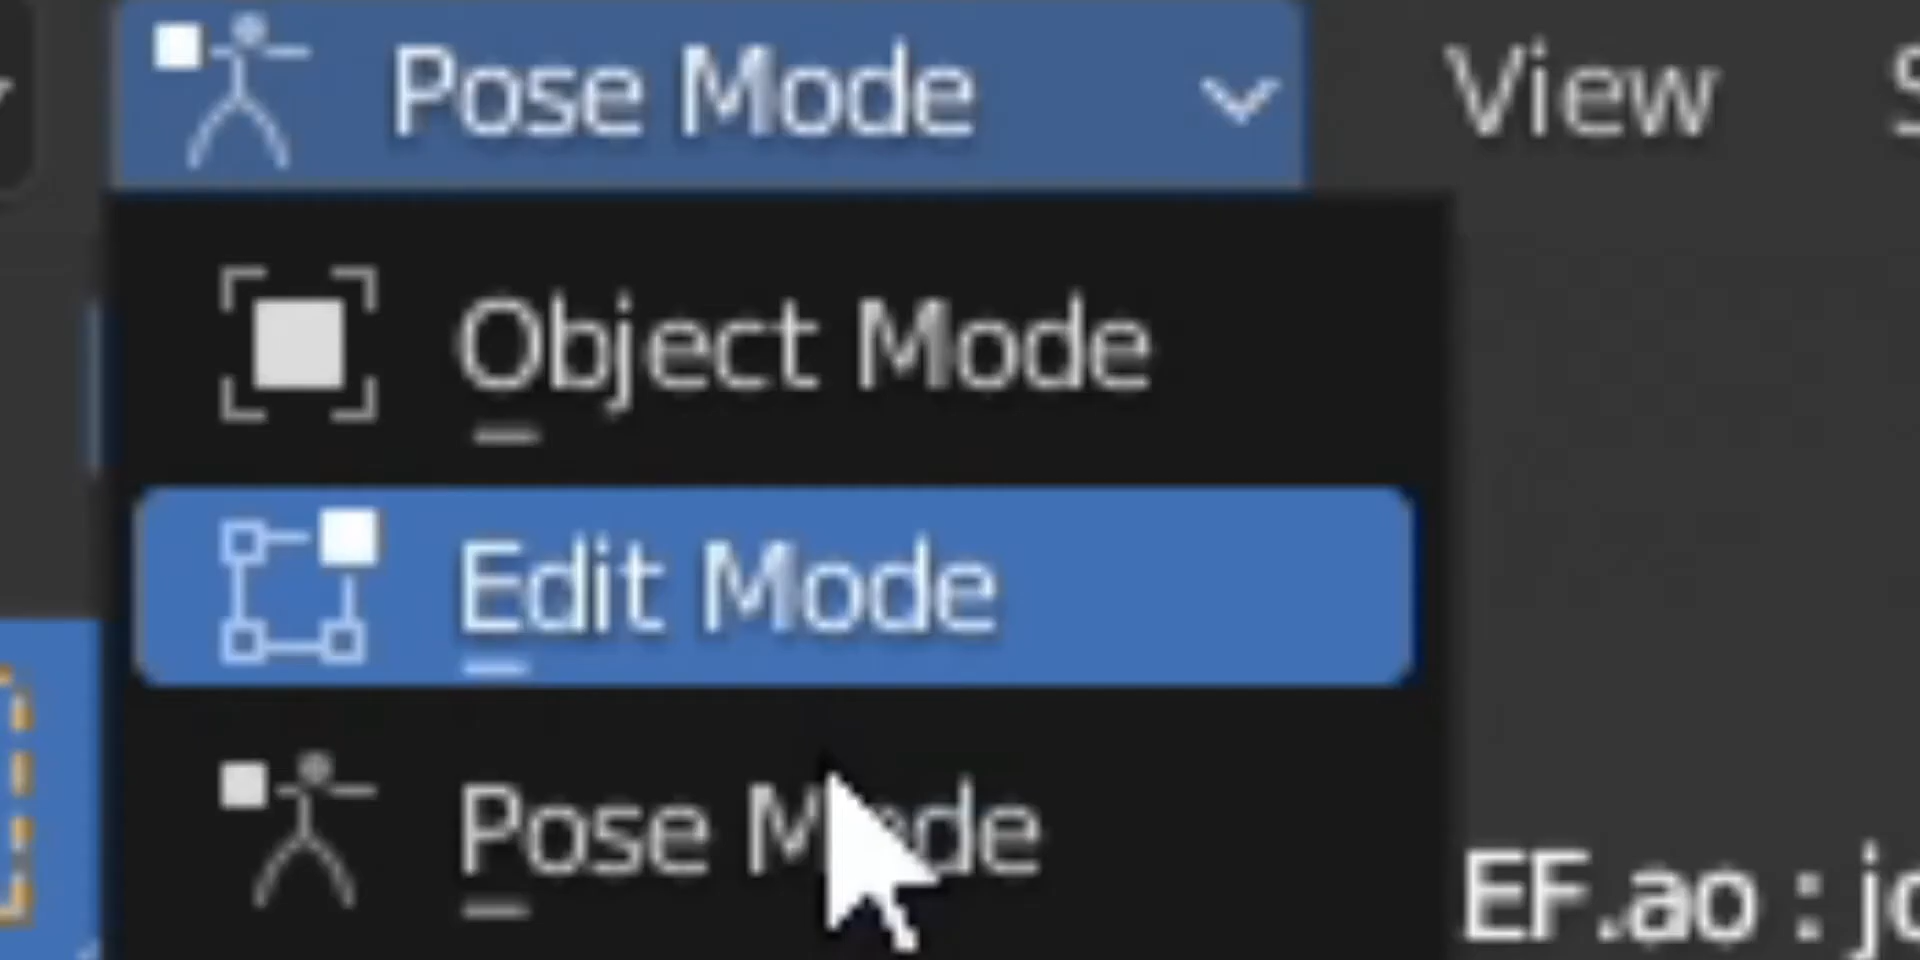 Pose Mode View
Object Mode
Edit Mode
Pose Mode
EF.ao :